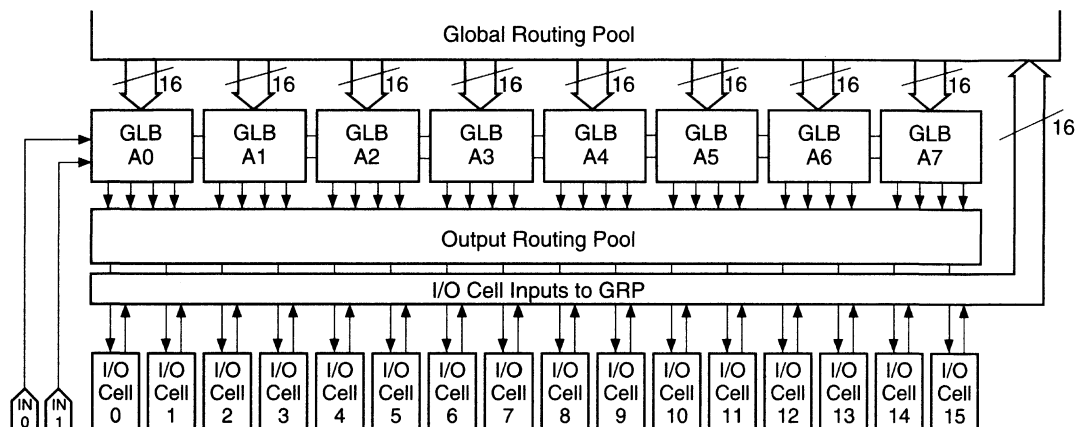 Global Routing Pool
16 16 16 16 16 16 16 16
16
GLB A0
GLB A1
GLB A2
GLB A3
GLB A4
GLB A5
GLB A6
GLB A7
Output Routing Pool
I/O Cell Inputs to GRP
IN 0
IN 1
I/O Cell 0
I/O Cell 1
I/O Cell 2
I/O Cell 3
I/O Cell 4
I/O Cell 5
I/O Cell 6
I/O Cell 7
I/O Cell 8
I/O Cell 9
I/O Cell 10
I/O Cell 11
I/O Cell 12
I/O Cell 13
I/O Cell 14
I/O Cell 15